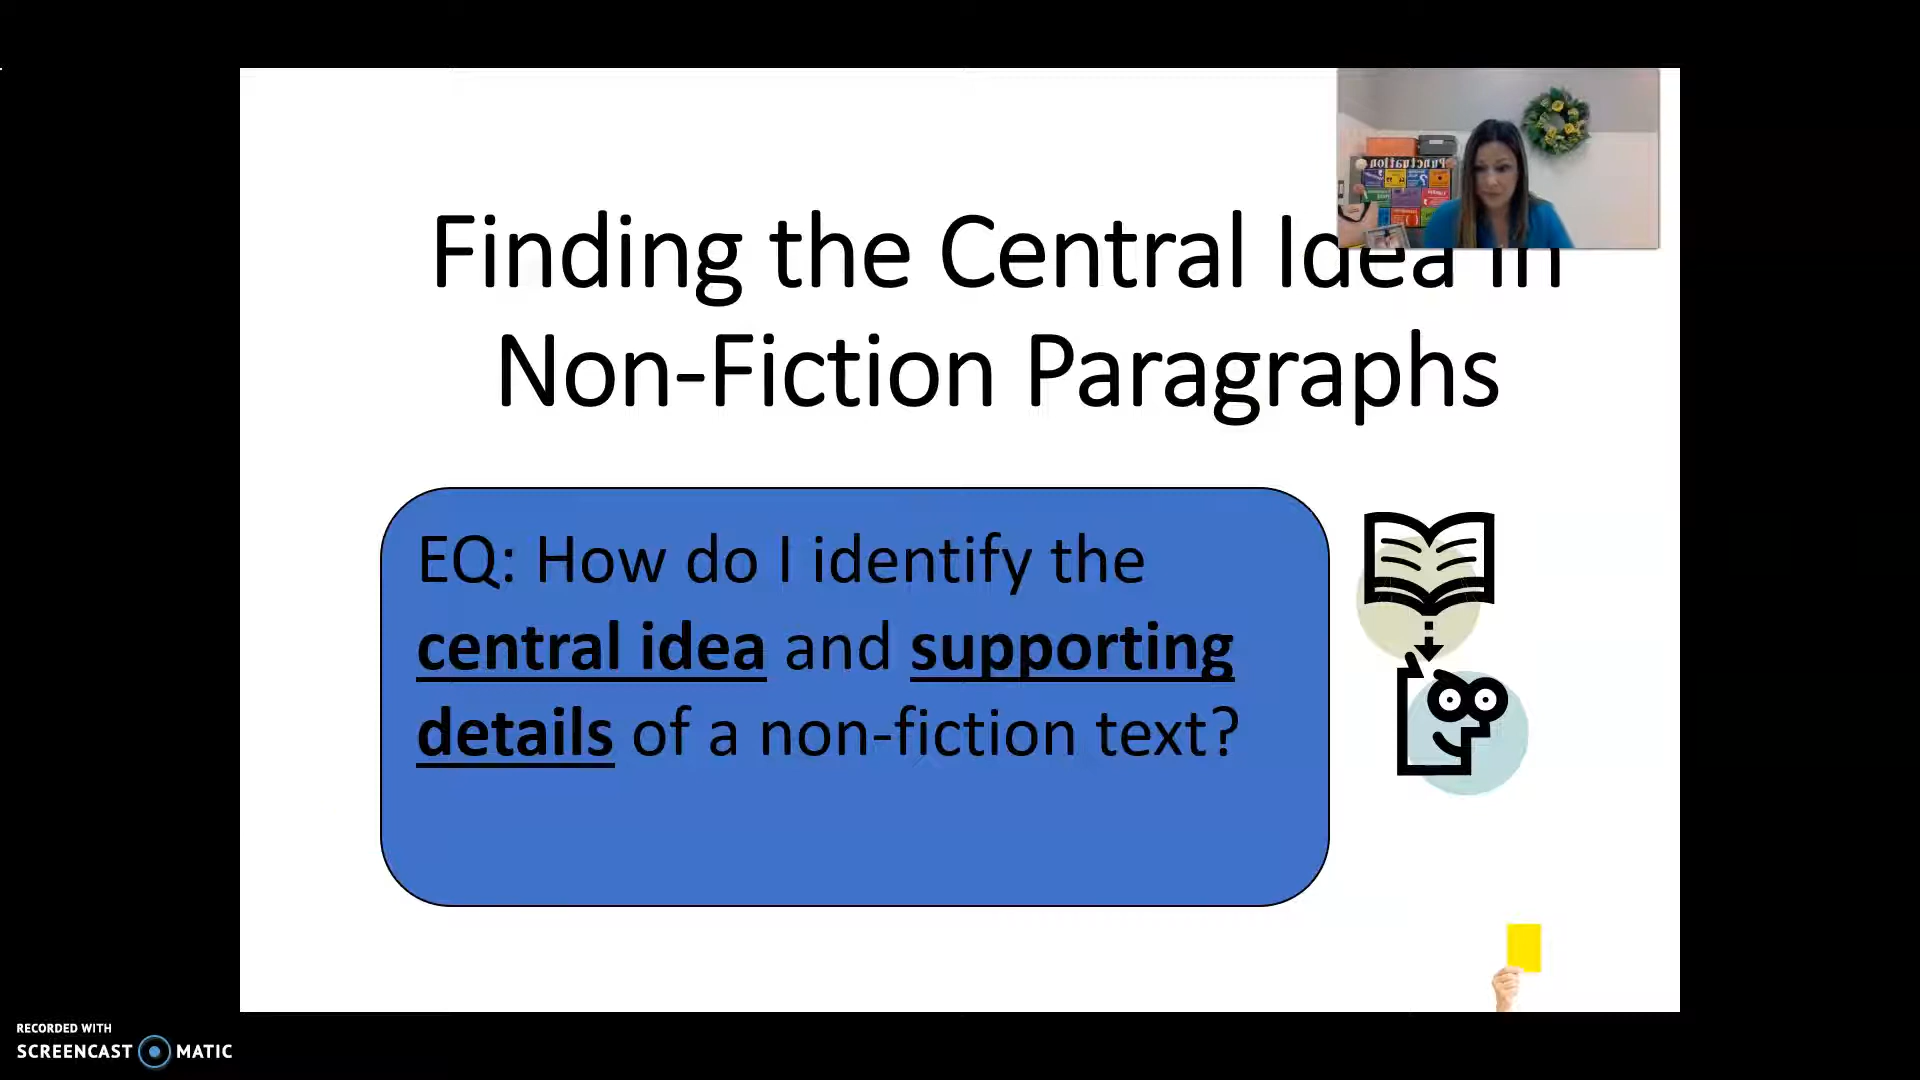 Finding the Central Idea in
Non-Fiction Paragraphs
EQ: How do I identify the
central idea and supporting
details of a non-fiction text?
Punctuation
RECORDED WITH
SCREENCAST MATIC